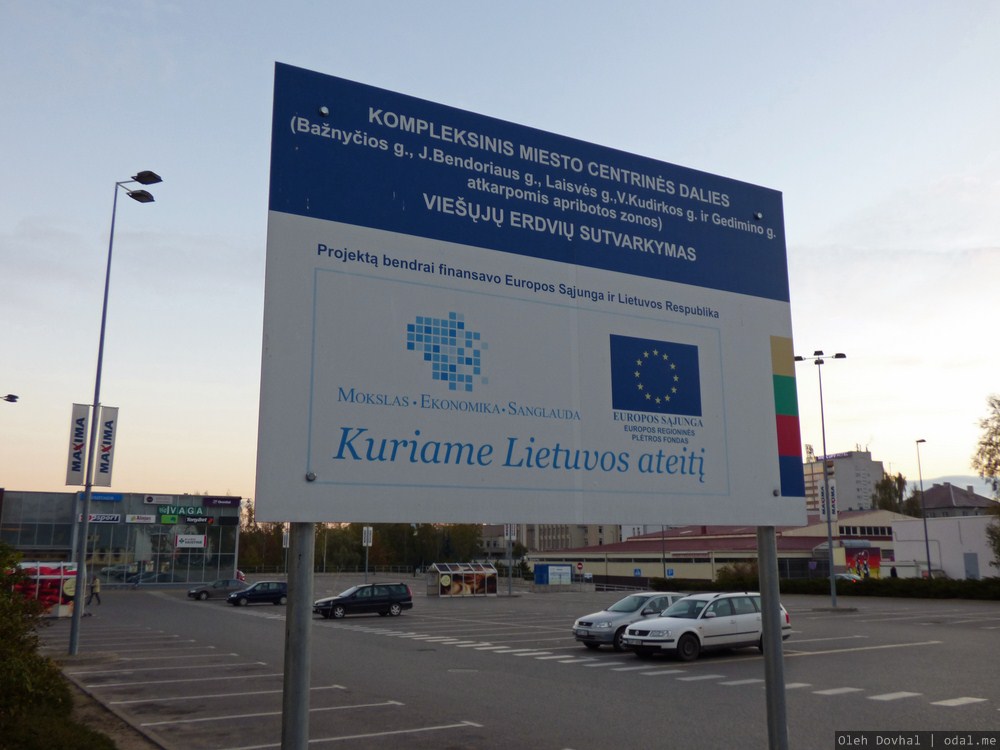 KOMPLEKSINIS MIESTO CENTRINĖS DALIES
(Bažnyčios g., J.Bendoriaus g., Laisvės g.,V.Kudirkos g. ir Gedimino g.
atkarpomis apribotos zonos)
VIEŠŲJŲ ERDVIŲ SUTVARKYMAS
Projektą bendrai finansavo Europos Sąjunga ir Lietuvos Respublika
MOKSLAS • EKONOMIKA • SANGLAUDA
EUROPOS SĄJUNGA
EUROPOS REGIONINĖS
PLĖTROS FONDAS
Kuriame Lietuvos ateitį
MAXIMA
MAXIMA
VAGA
Oleh Dovhal | odal.me